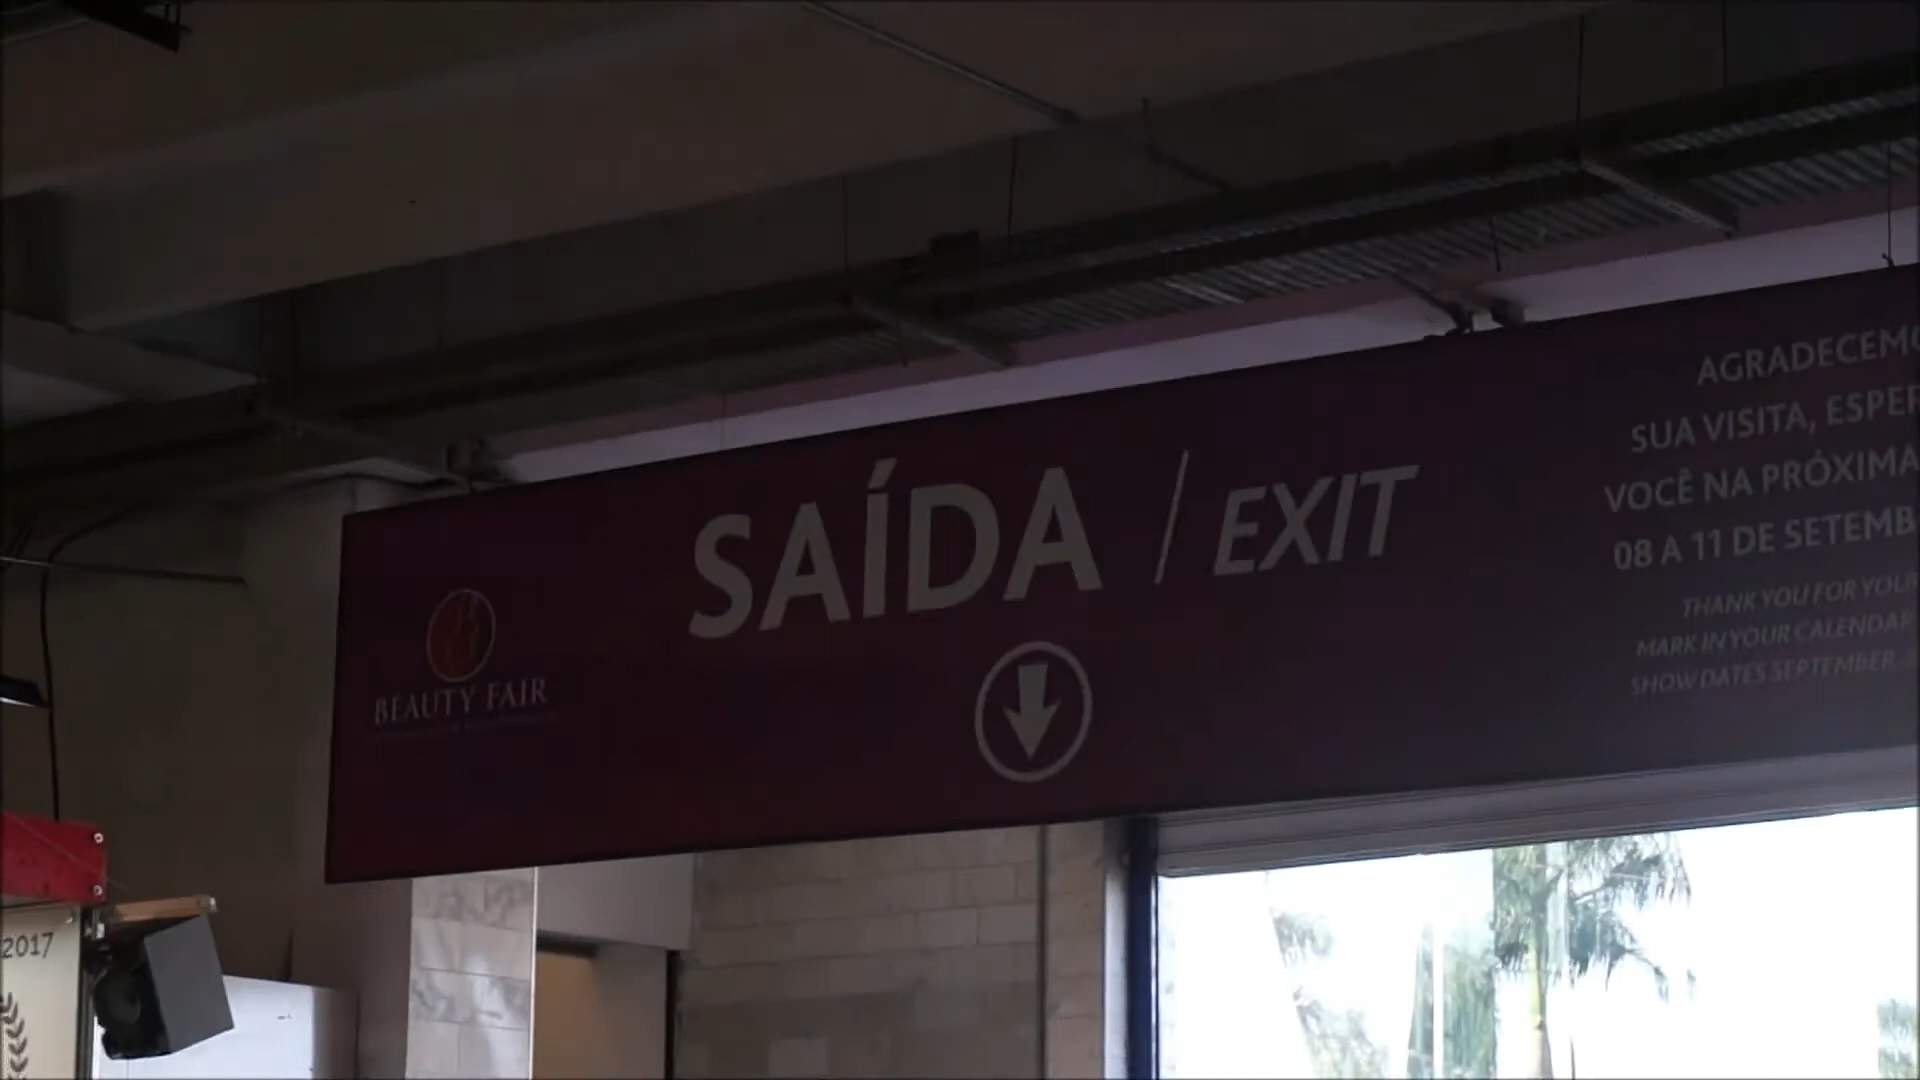 SAÍDA / EXIT
BEAUTY FAIR
AGRADECEMO
SUA VISITA, ESPER
VOCÊ NA PRÓXIMA
08 A 11 DE SETEMB
THANK YOU FOR YOUR
MARK IN YOUR CALENDAR
SHOW DATES SEPTEMBER
2017